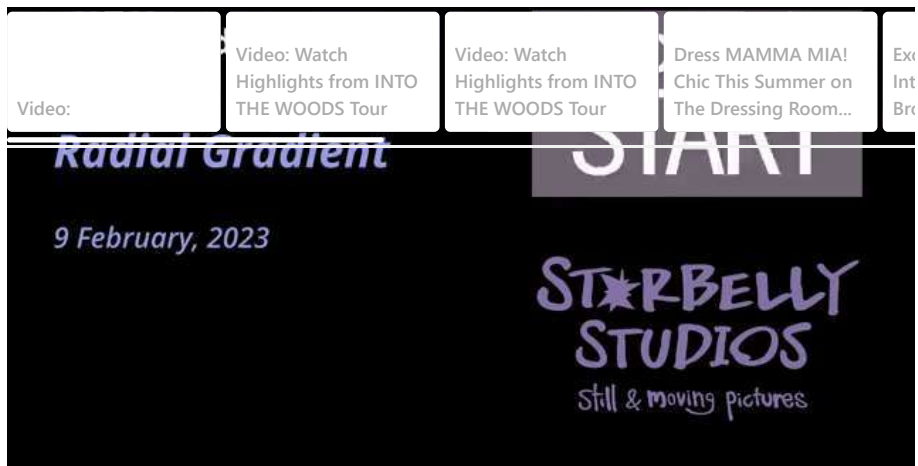 Video:
Video: Watch
Highlights from INTO
THE WOODS Tour
Video: Watch
Highlights from INTO
THE WOODS Tour
Dress MAMMA MIA!
Chic This Summer on
The Dressing Room...
Radial Gradient
START
9 February, 2023
STARBELLY
STUDIOS
still & moving pictures